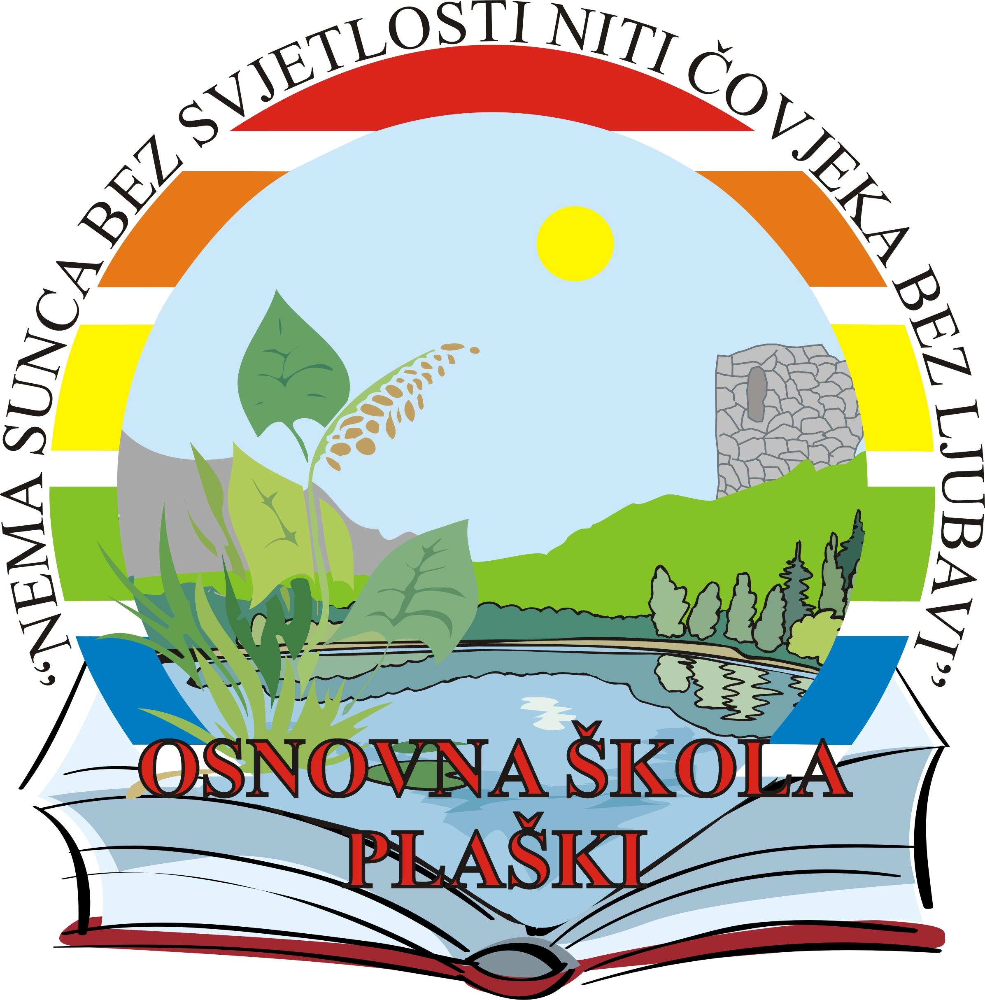 ,,NEMA SUNCA BEZ SVJETLOSTI NITI ČOVJEKA BEZ LJUBAVI,,
OSNOVNA ŠKOLA
PLAŠKI